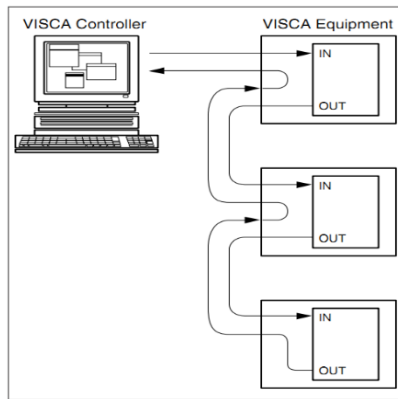 VISCA Controller
VISCA Equipment
IN
OUT
IN
OUT
IN
OUT